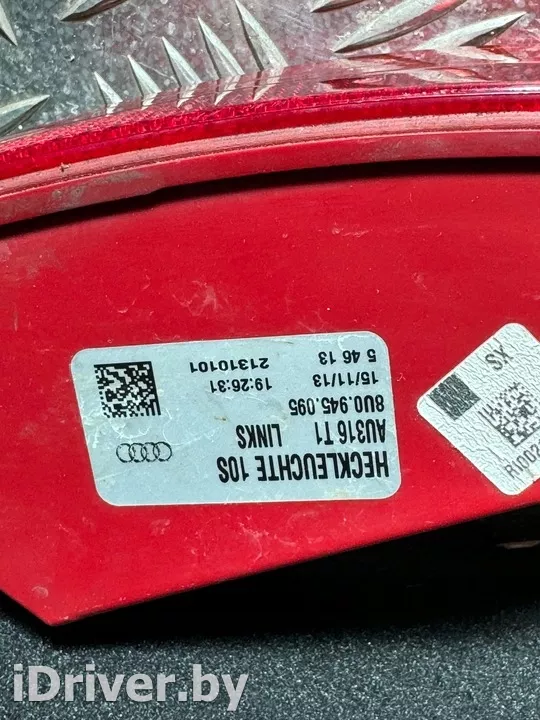 HECKLEUCHTE 10S
AU316 T1 LINKS
8U0.945.095
15/11/13 19:26:31
5 46 13 21310101
SX
iDriver.by